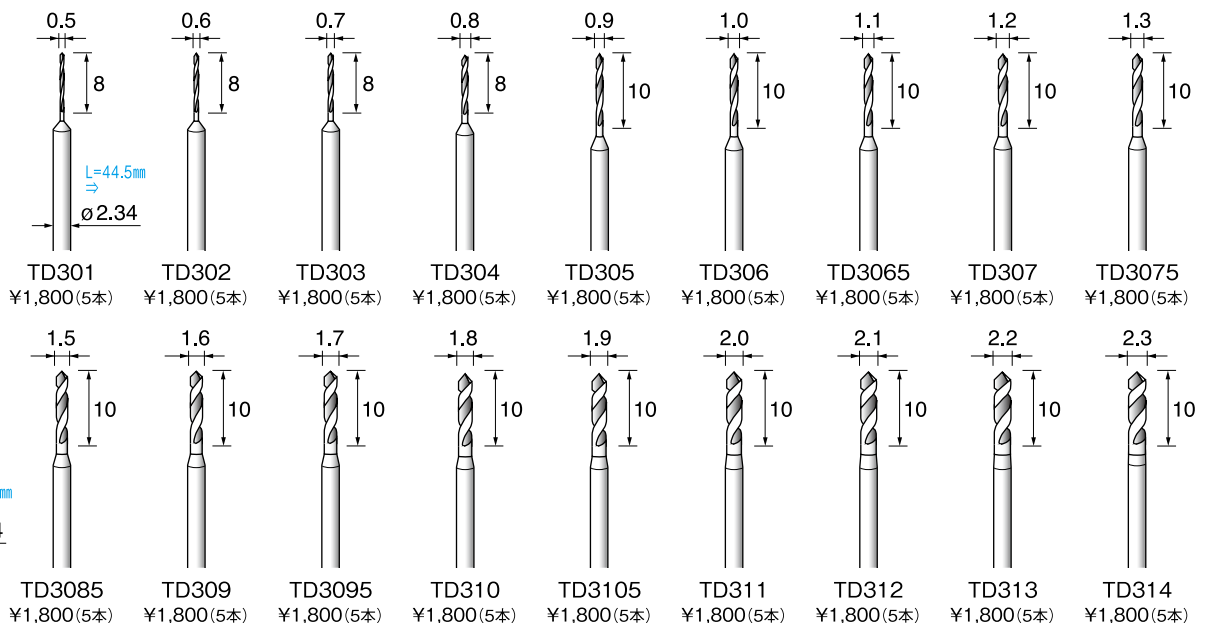 0.5 0.6 0.7 0.8 0.9 1.0 1.1 1.2 1.3
8 8 8 8 10 10 10 10 10
L=44.5㎜
⇒
ø2.34
TD301 TD302 TD303 TD304 TD305 TD306 TD3065 TD307 TD3075
¥1,800(5本) ¥1,800(5本) ¥1,800(5本) ¥1,800(5本) ¥1,800(5本) ¥1,800(5本) ¥1,800(5本) ¥1,800(5本) ¥1,800(5本)
1.5 1.6 1.7 1.8 1.9 2.0 2.1 2.2 2.3
10 10 10 10 10 10 10 10 10
㎜
4
TD3085 TD309 TD3095 TD310 TD3105 TD311 TD312 TD313 TD314
¥1,800(5本) ¥1,800(5本) ¥1,800(5本) ¥1,800(5本) ¥1,800(5本) ¥1,800(5本) ¥1,800(5本) ¥1,800(5本) ¥1,800(5本)